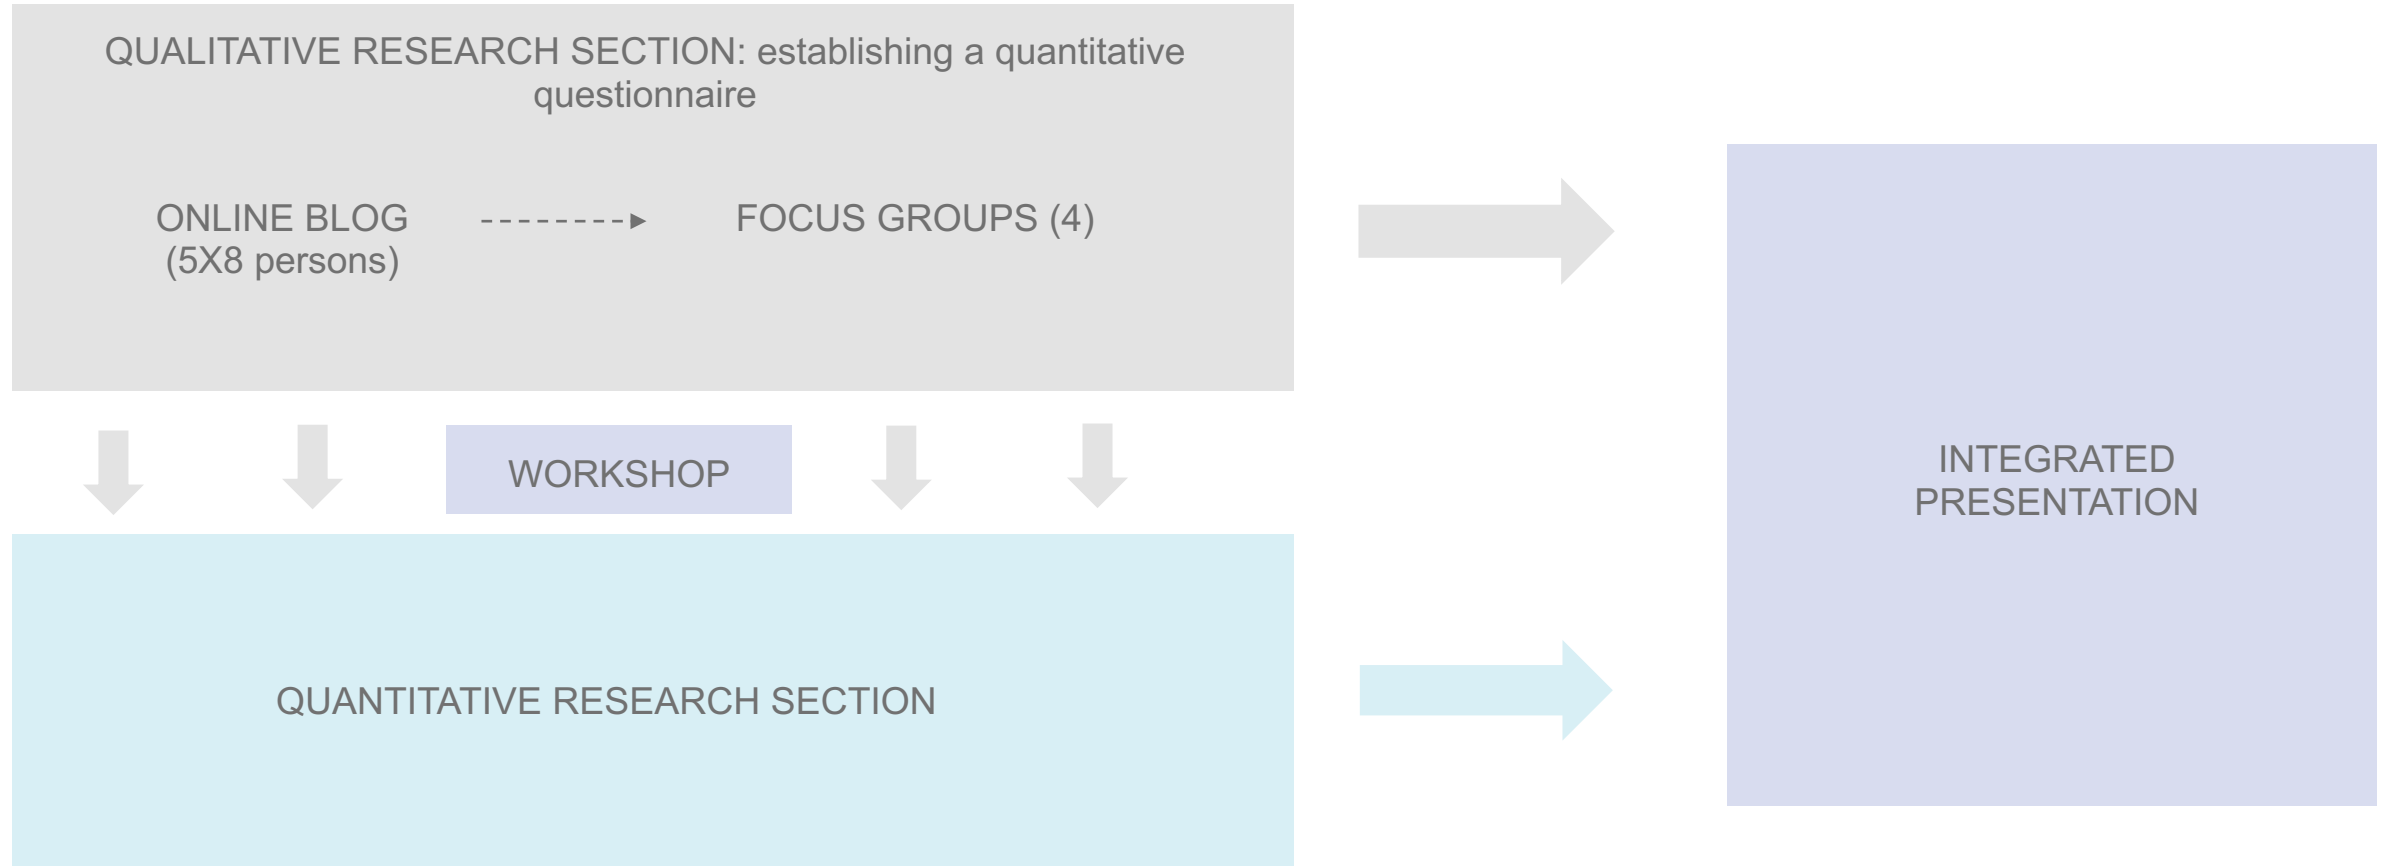 QUALITATIVE RESEARCH SECTION: establishing a quantitative
questionnaire
ONLINE BLOG
(5X8 persons)
FOCUS GROUPS (4)
WORKSHOP
QUANTITATIVE RESEARCH SECTION
INTEGRATED
PRESENTATION